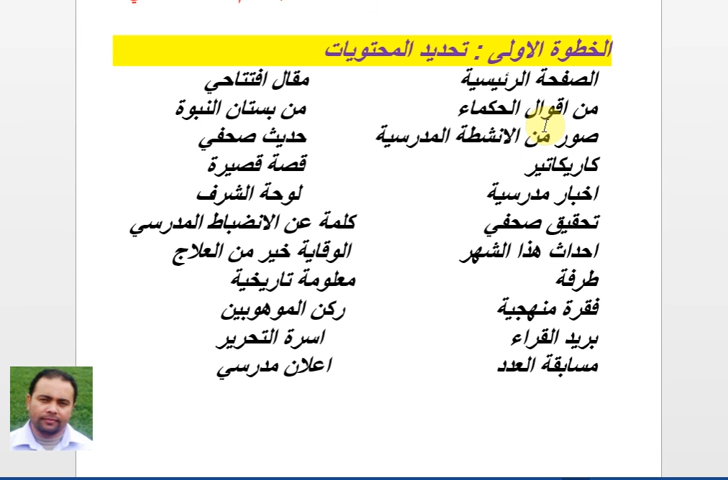 الخطوة الاولى : تحديد المحتويات
الصفحة الرئيسية مقال افتتاحي
من اقوال الحكماء من بستان النبوة
صور من الانشطة المدرسية حديث صحفي
كاريكاتير قصة قصيرة
اخبار مدرسية لوحة الشرف
تحقيق صحفي كلمة عن الانضباط المدرسي
احداث هذا الشهر الوقاية خير من العلاج
طرفة معلومة تاريخية
فقرة منهجية ركن الموهوبين
بريد القراء اسرة التحرير
مسابقة العدد اعلان مدرسي